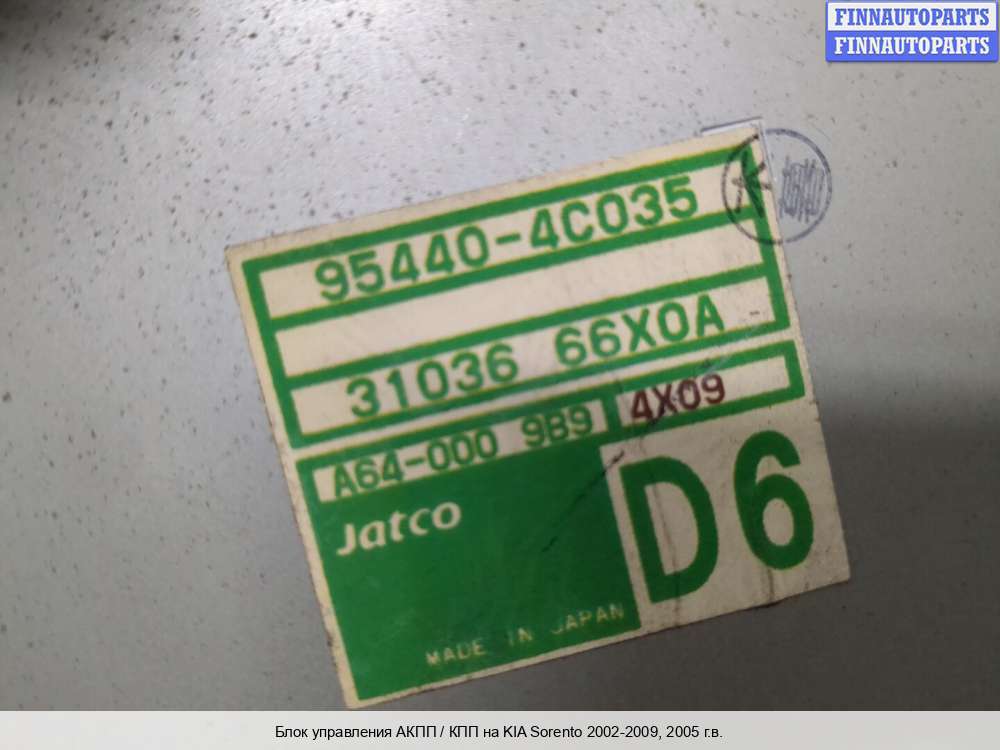 FINNAUTOPARTS
FINNAUTOPARTS
95440-4C035
31036 66X0A
A64-000 9B9 4X09
Jatco
D6
MADE IN JAPAN
Блок управления АКПП / КПП на KIA Sorento 2002-2009, 2005 г.в.